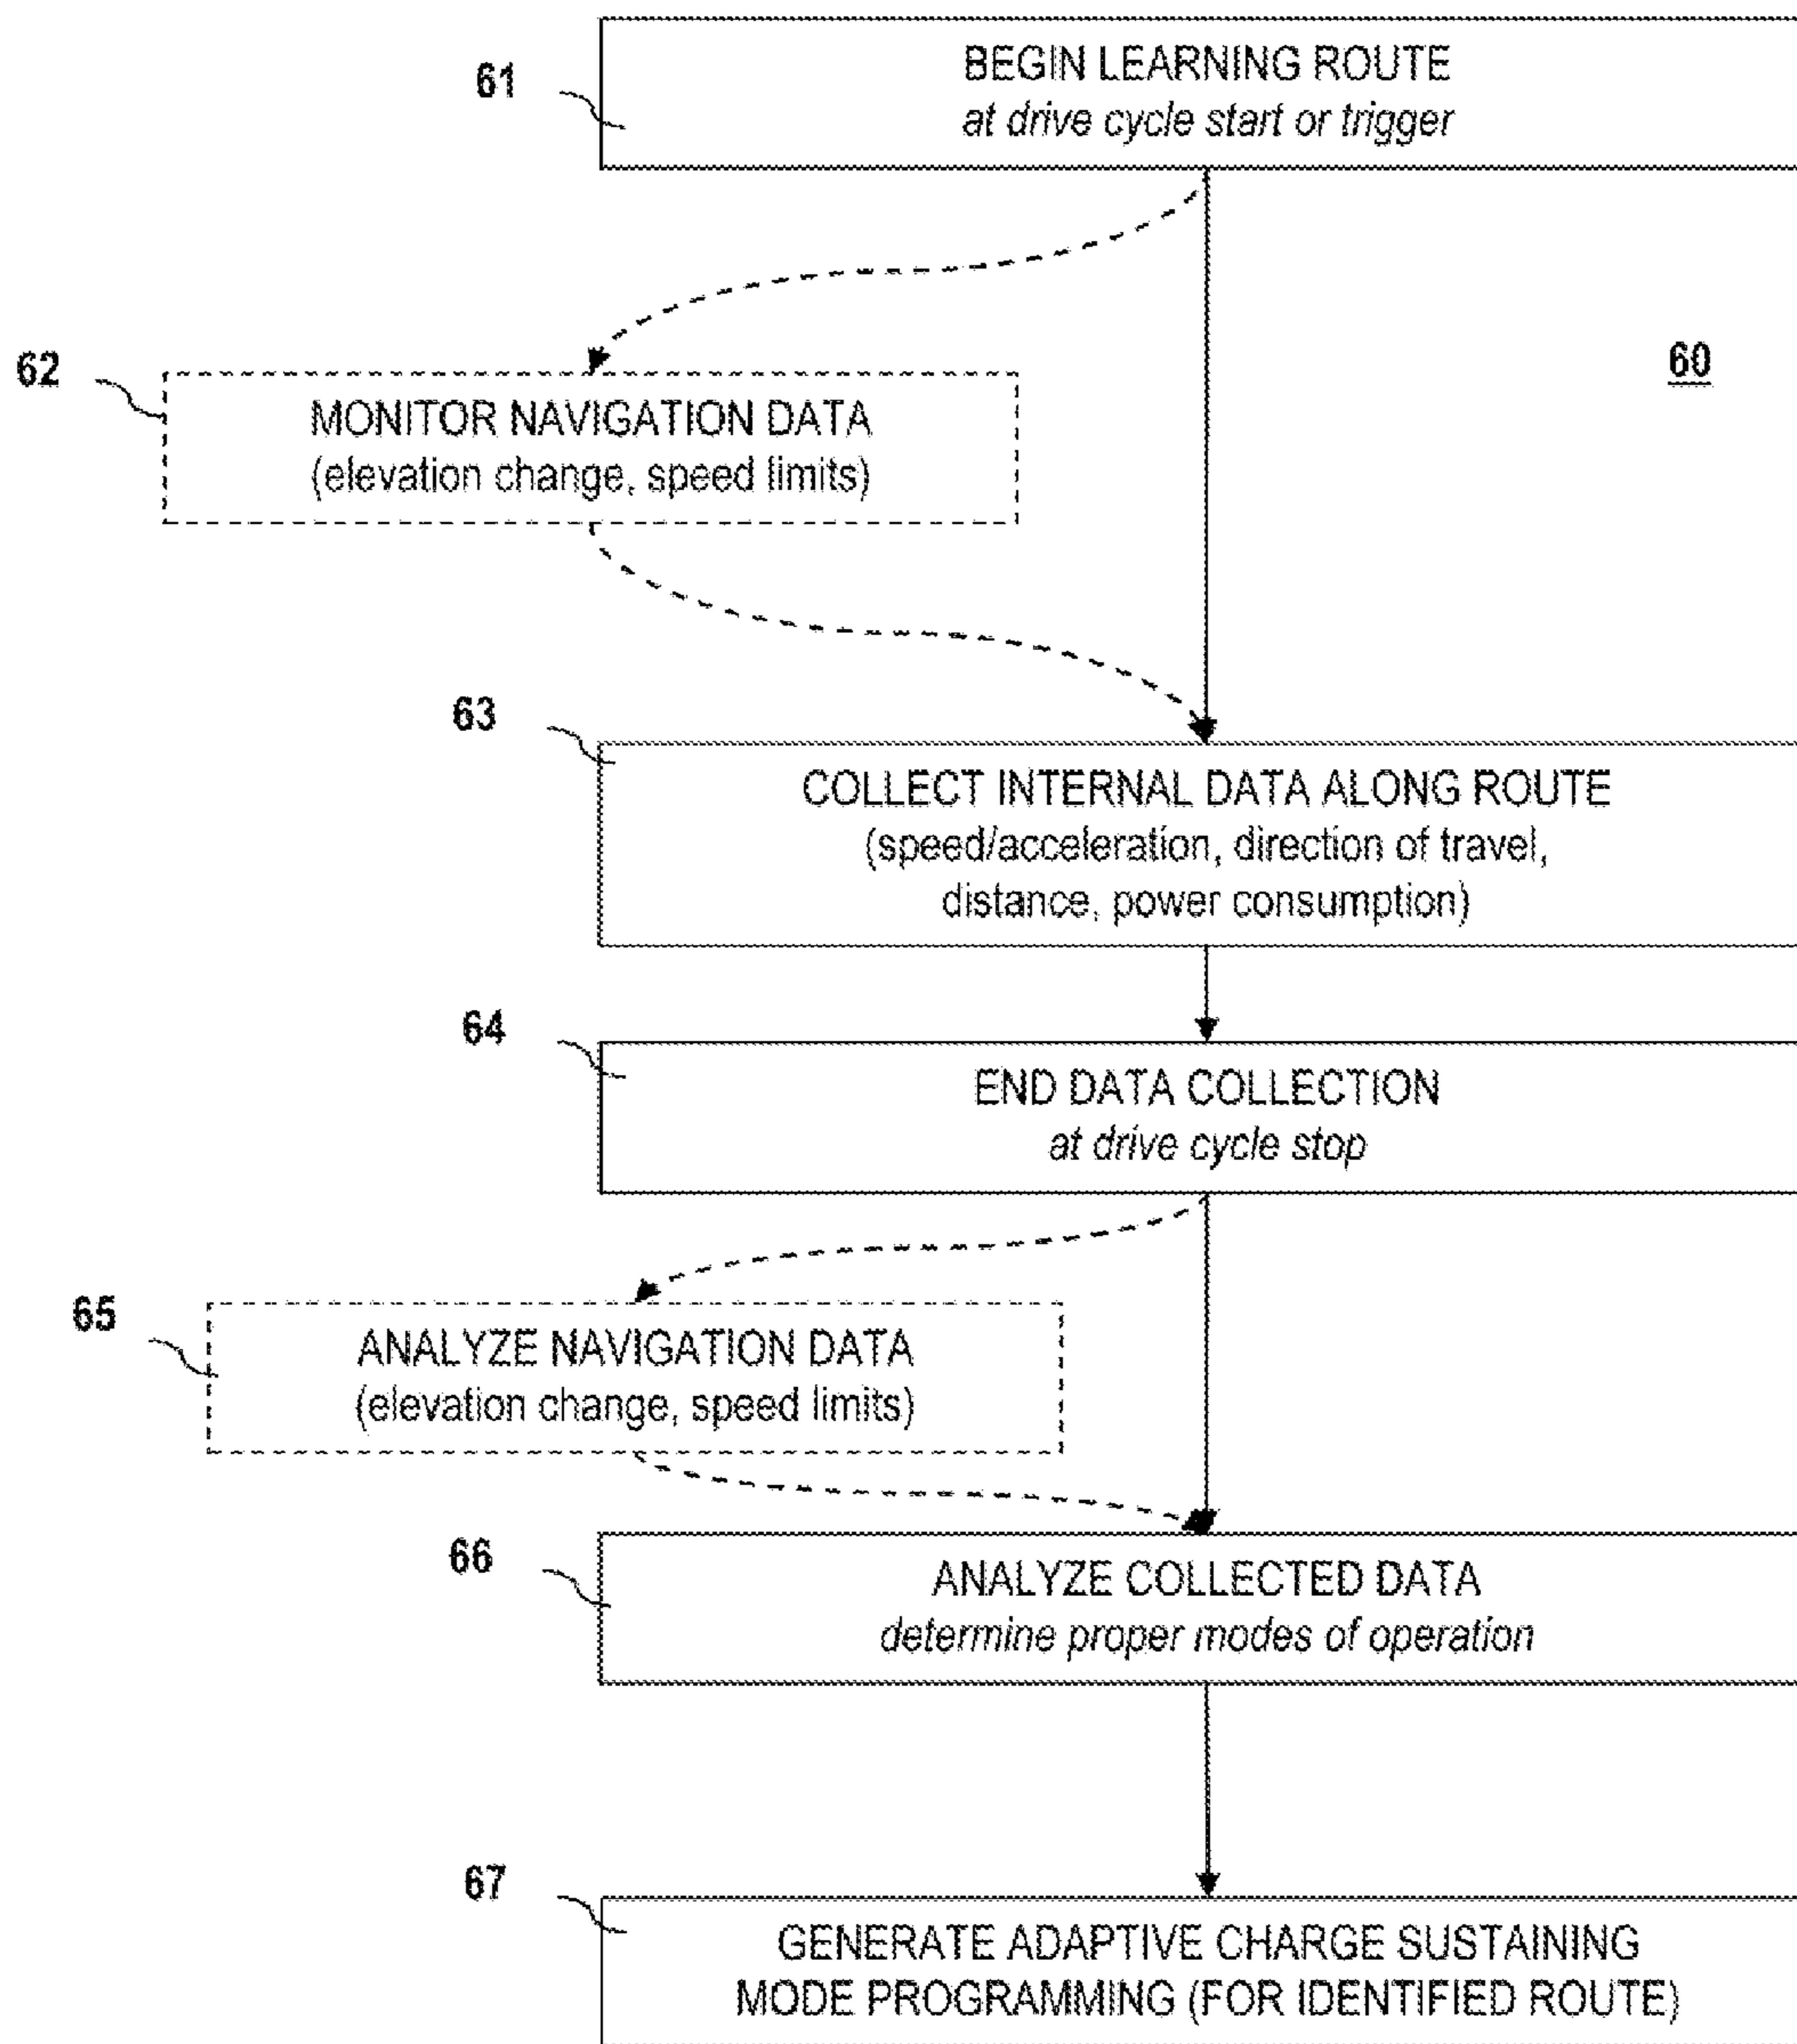 61
BEGIN LEARNING ROUTE
at drive cycle start or trigger
60
62
MONITOR NAVIGATION DATA
(elevation change, speed limits)
63
COLLECT INTERNAL DATA ALONG ROUTE
(speed/acceleration, direction of travel,
distance, power consumption)
64
END DATA COLLECTION
at drive cycle stop
65
ANALYZE NAVIGATION DATA
(elevation change, speed limits)
66
ANALYZE COLLECTED DATA
determine proper modes of operation
67
GENERATE ADAPTIVE CHARGE SUSTAINING
MODE PROGRAMMING (FOR IDENTIFIED ROUTE)